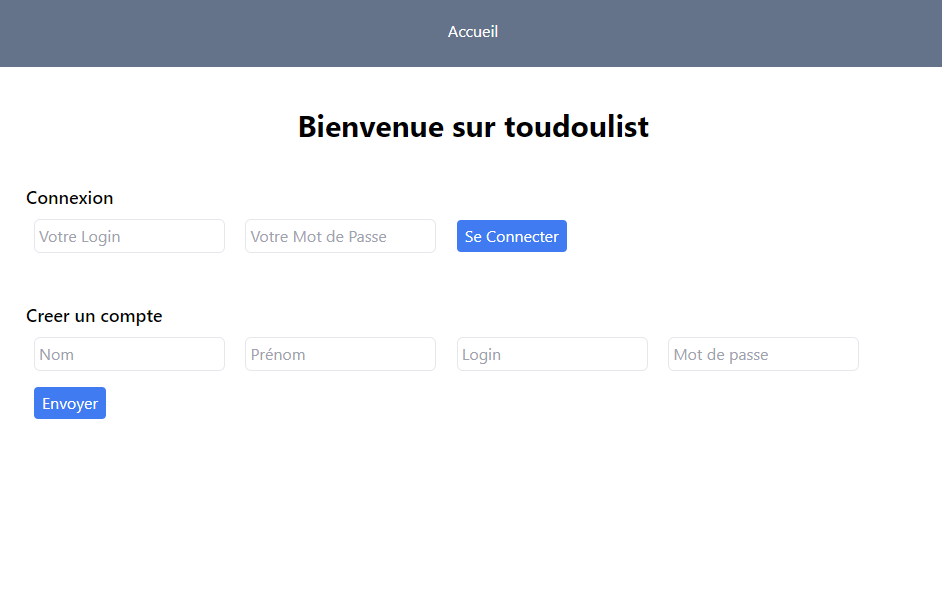 Accueil
Bienvenue sur toudoulist
Connexion
Votre Login Votre Mot de Passe Se Connecter
Creer un compte
Nom Prénom Login Mot de passe
Envoyer